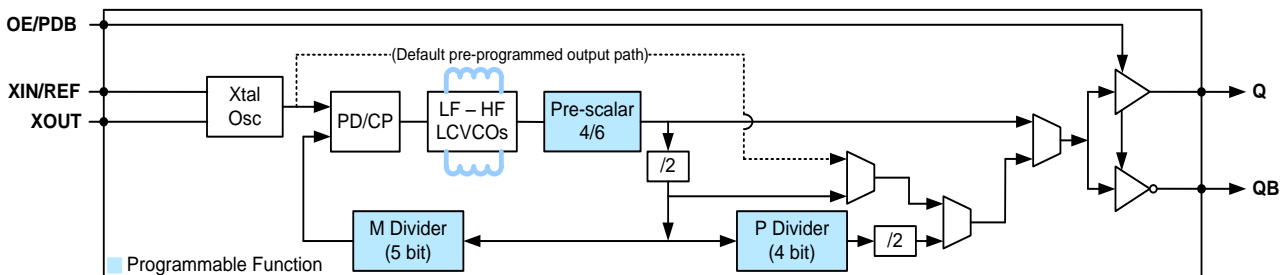 OE/PDB
(Default pre-programmed output path)
XIN/REF
XOUT
Xtal
Osc
PD/CP
LF – HF
LCVCOs
Pre-scalar
4/6
/2
Q
QB
M Divider
(5 bit)
P Divider
(4 bit)
/2
Programmable Function